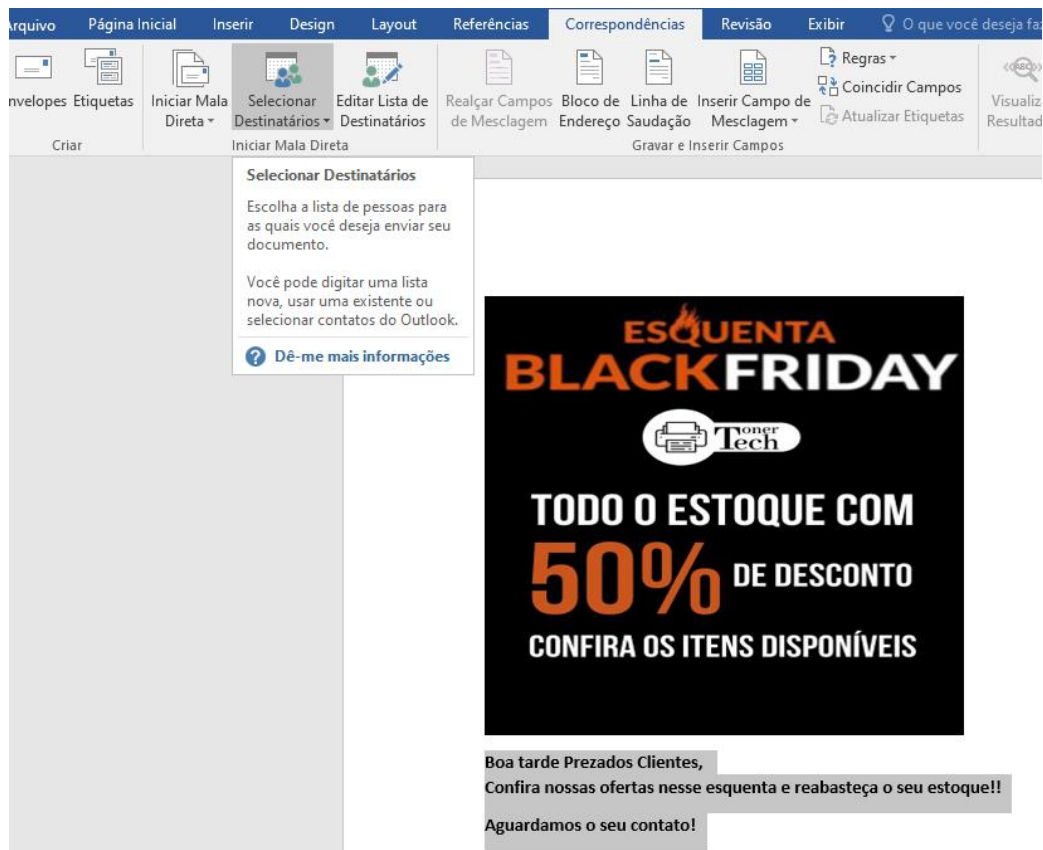 Arquivo Página Inicial Inserir Design Layout Referências Correspondências Revisão Exibir O que você deseja faz
nvelopes Etiquetas Iniciar Mala Direta Selecionar Destinatários Editar Lista de Destinatários Realçar Campos de Mesclagem Bloco de Endereço Linha de Saudação Inserir Campo de Mesclagem
Regras
Coincidir Campos
Atualizar Etiquetas
«ABC»
Visualiz
Resultad
Criar Iniciar Mala Direta Gravar e Inserir Campos
Selecionar Destinatários
Escolha a lista de pessoas para
as quais você deseja enviar seu
documento.
Você pode digitar uma lista
nova, usar uma existente ou
selecionar contatos do Outlook.
Dê-me mais informações
ESQUENTA
BLACKFRIDAY
Toner
Tech
TODO O ESTOQUE COM
50% DE DESCONTO
CONFIRA OS ITENS DISPONÍVEIS
Boa tarde Prezados Clientes,
Confira nossas ofertas nesse esquenta e reabasteça o seu estoque!!
Aguardamos o seu contato!